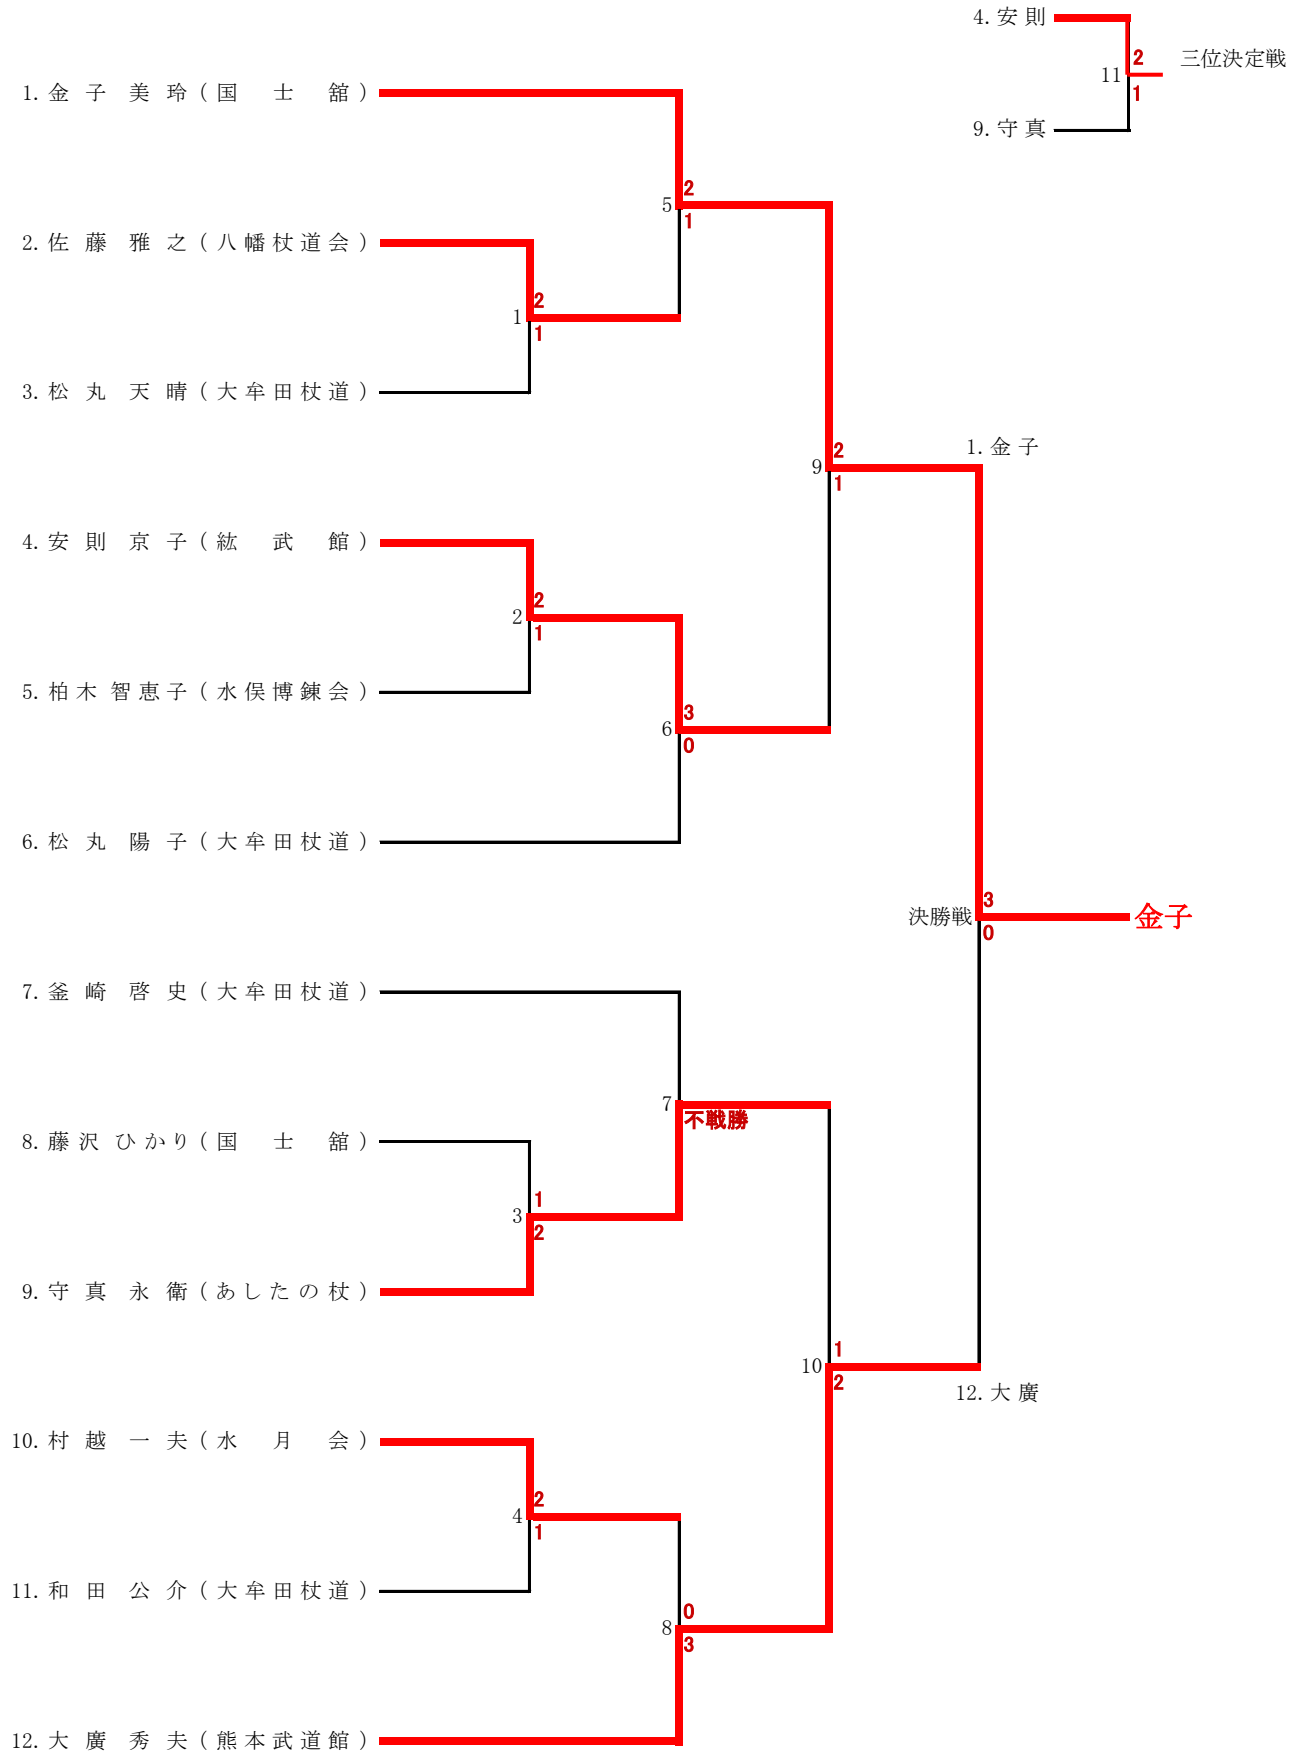 4. 安則
2
三位決定戦
11
1
9. 守真
1. 金子 美玲（国士舘）
2
5
1
2. 佐藤 雅之（八幡杖道会）
2
1
1
3. 松丸 天晴（大牟田杖道）
1. 金子
2
9
1
4. 安則 京子（紘武館）
2
2
1
5. 柏木 智恵子（水俣博錬会）
3
6
0
6. 松丸 陽子（大牟田杖道）
3
決勝戦
金子
0
7. 釜崎 啓史（大牟田杖道）
7
不戦勝
8. 藤沢 ひかり（国士舘）
1
3
2
9. 守真 永衛（あしたの杖）
1
10
2
12. 大廣
10. 村越 一夫（水月会）
2
4
1
11. 和田 公介（大牟田杖道）
0
8
3
12. 大廣 秀夫（熊本武道館）